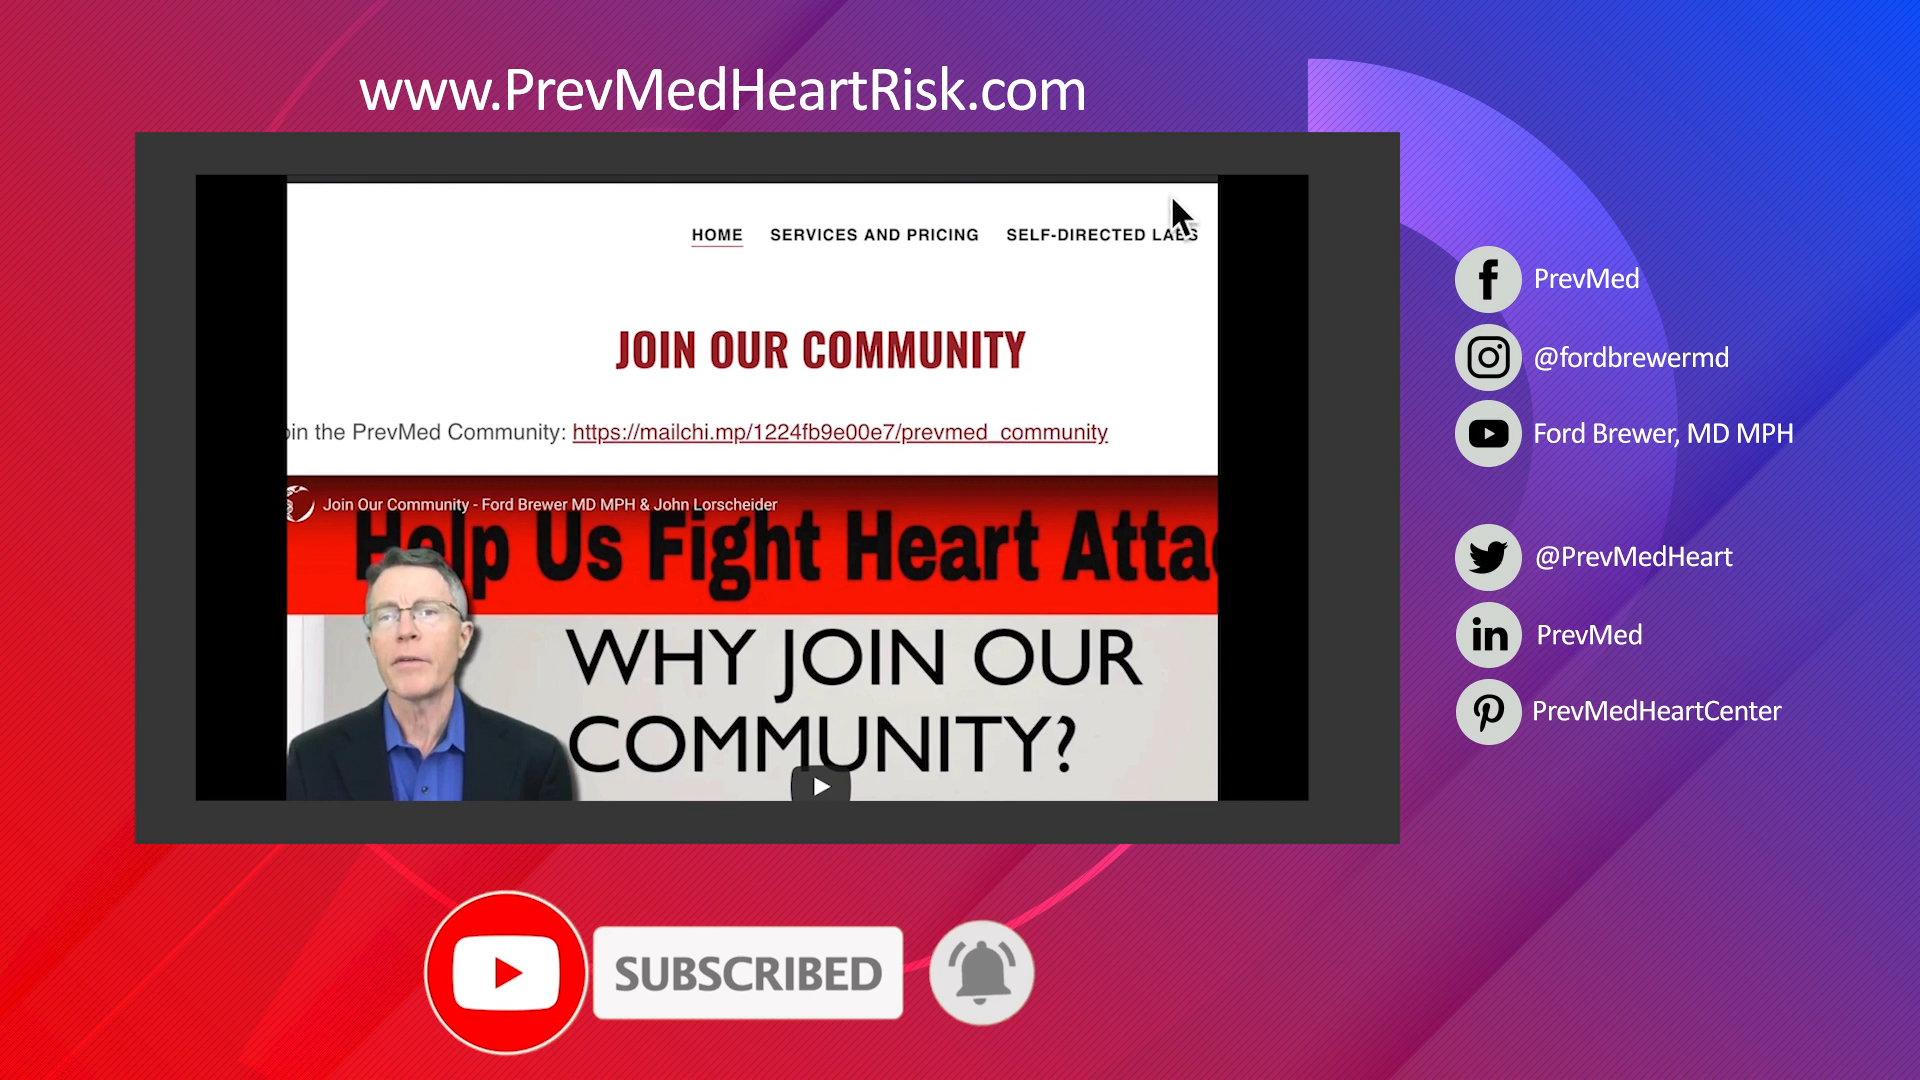 www.PrevMedHeartRisk.com
HOME SERVICES AND PRICING SELF-DIRECTED LABS
JOIN OUR COMMUNITY
oin the PrevMed Community: https://mailchi.mp/1224fb9e00e7/prevmed_community
Join Our Community - Ford Brewer MD MPH & John Lorscheider
Help Us Fight Heart Atta
WHY JOIN OUR
COMMUNITY?
PrevMed
@fordbrewermd
Ford Brewer, MD MPH
@PrevMedHeart
PrevMed
PrevMedHeartCenter
SUBSCRIBED